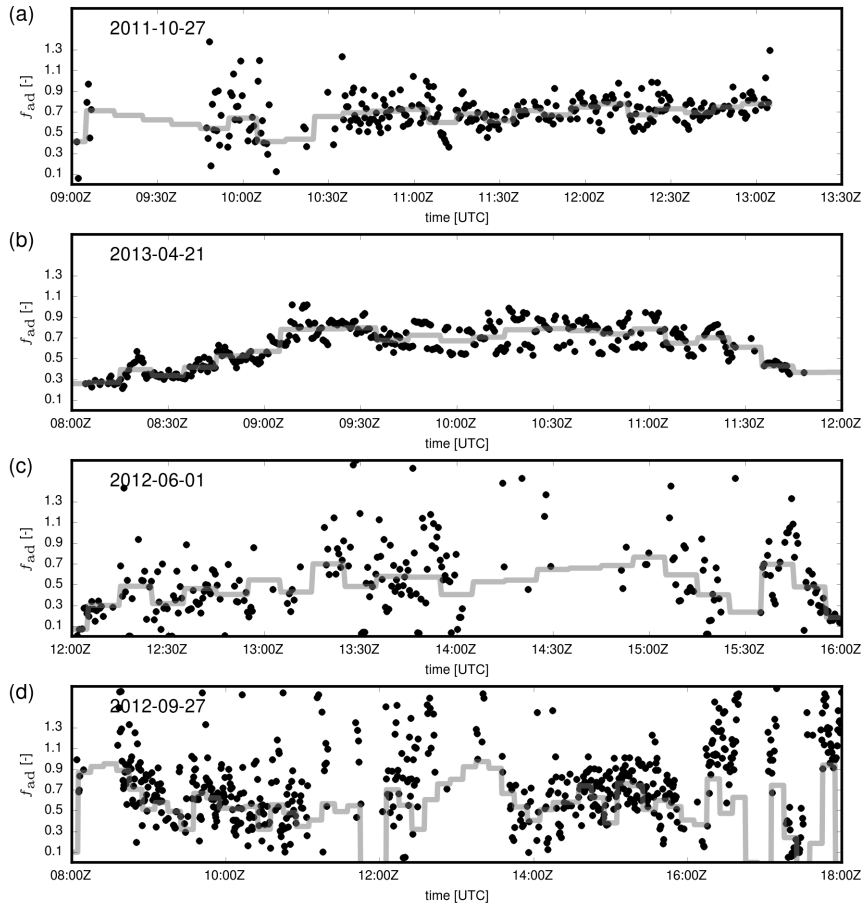 (a)
2011-10-27
1.3
1.1
0.9
0.7
0.5
0.3
0.1
f_ad [-]
09:00Z 09:30Z 10:00Z 10:30Z 11:00Z 11:30Z 12:00Z 12:30Z 13:00Z 13:30Z
time [UTC]
(b)
2013-04-21
1.3
1.1
0.9
0.7
0.5
0.3
0.1
f_ad [-]
08:00Z 08:30Z 09:00Z 09:30Z 10:00Z 10:30Z 11:00Z 11:30Z 12:00Z
time [UTC]
(c)
2012-06-01
1.3
1.1
0.9
0.7
0.5
0.3
0.1
f_ad [-]
12:00Z 12:30Z 13:00Z 13:30Z 14:00Z 14:30Z 15:00Z 15:30Z 16:00Z
time [UTC]
(d)
2012-09-27
1.3
1.1
0.9
0.7
0.5
0.3
0.1
f_ad [-]
08:00Z 10:00Z 12:00Z 14:00Z 16:00Z 18:00Z
time [UTC]